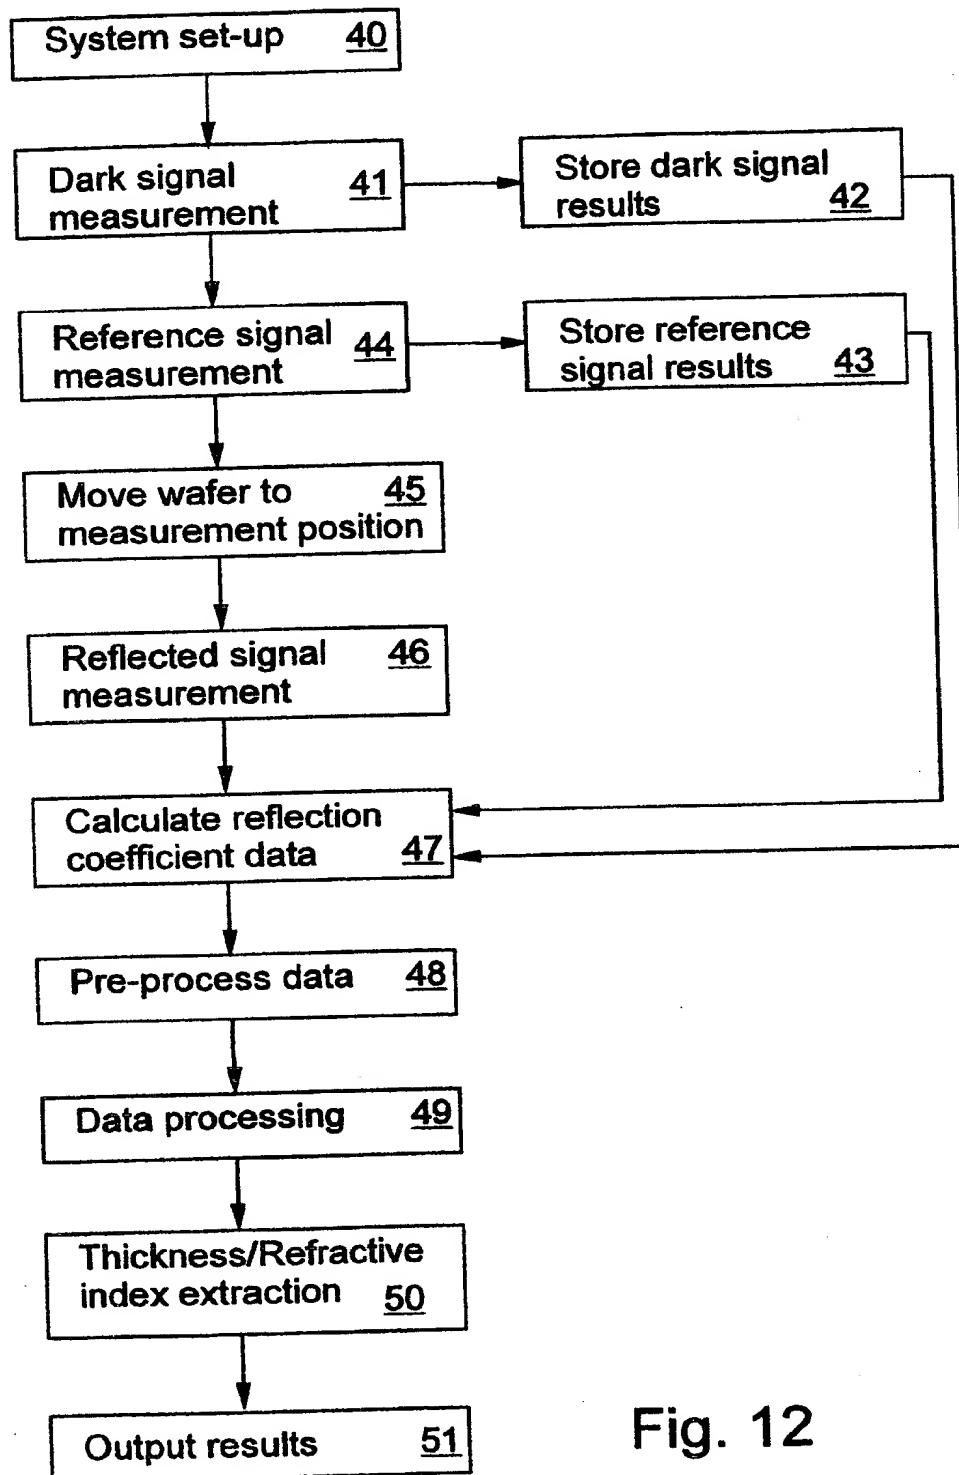 System set-up 40
Dark signal
measurement 41
Store dark signal
results 42
Reference signal
measurement 44
Store reference
signal results 43
Move wafer to 45
measurement position
Reflected signal 46
measurement
Calculate reflection
coefficient data 47
Pre-process data 48
Data processing 49
Thickness/Refractive
index extraction 50
Output results 51
Fig. 12